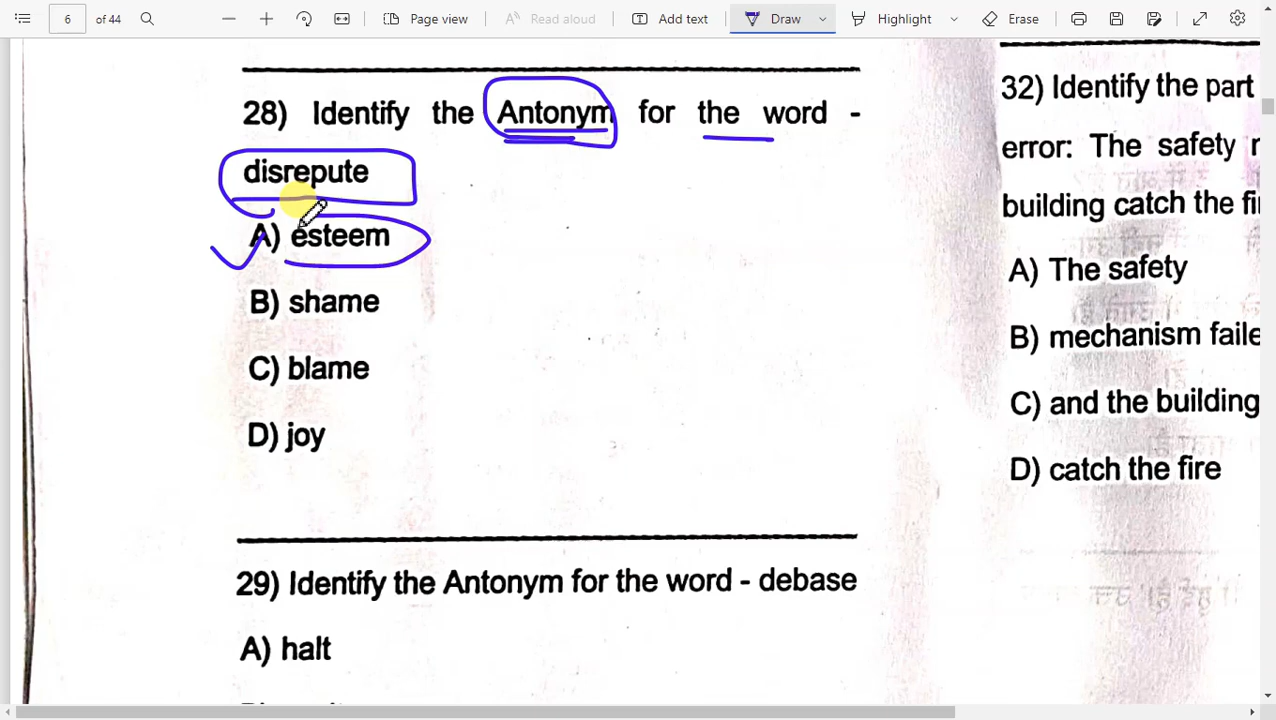 6 of 44 Page view Read aloud Add text Draw Highlight Erase
28) Identify the Antonym for the word -
disrepute
A) esteem
B) shame
C) blame
D) joy
29) Identify the Antonym for the word - debase
A) halt
32) Identify the part
error: The safety
building catch the
A) The safety
B) mechanism faile
C) and the building
D) catch the fire